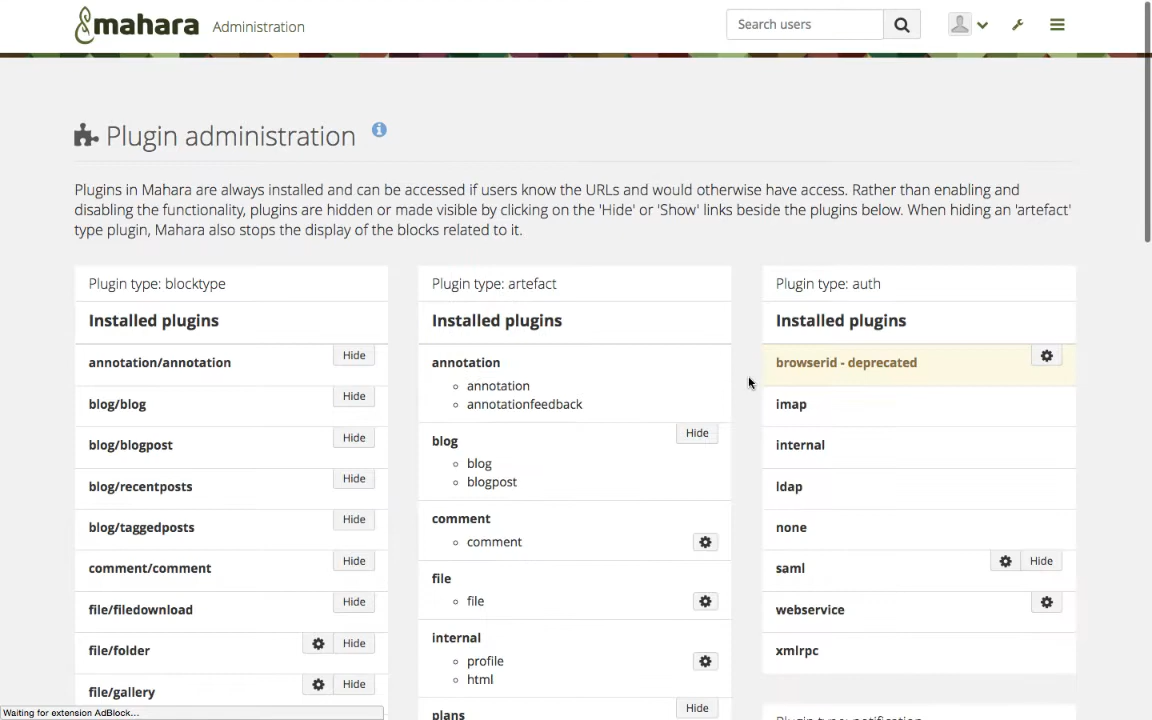 mahara Administration
Search users
Plugin administration
Plugins in Mahara are always installed and can be accessed if users know the URLs and would otherwise have access. Rather than enabling and
disabling the functionality, plugins are hidden or made visible by clicking on the 'Hide' or 'Show' links beside the plugins below. When hiding an 'artefact'
type plugin, Mahara also stops the display of the blocks related to it.
Plugin type: blocktype
Installed plugins
annotation/annotation Hide
blog/blog Hide
blog/blogpost Hide
blog/recentposts Hide
blog/taggedposts Hide
comment/comment Hide
file/filedownload Hide
file/folder Hide
file/gallery Hide
Plugin type: artefact
Installed plugins
annotation
annotation
annotationfeedback
blog Hide
blog
blogpost
comment
comment
file
file
internal
profile
html
plans Hide
Plugin type: auth
Installed plugins
browserid - deprecated
imap
internal
ldap
none
saml Hide
webservice
xmlrpc
Plugin type: notification
Waiting for extension AdBlock...